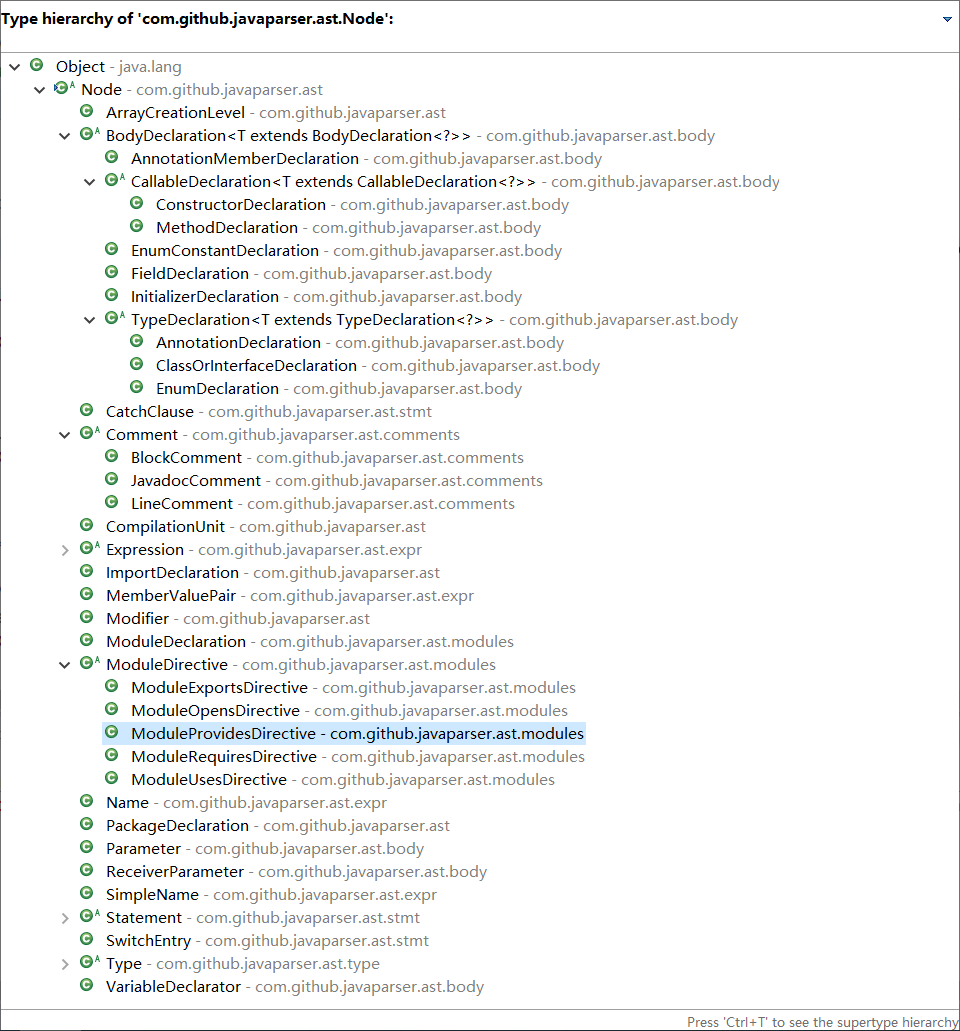 Type hierarchy of 'com.github.javaparser.ast.Node':
Object - java.lang
Node - com.github.javaparser.ast
ArrayCreationLevel - com.github.javaparser.ast
BodyDeclaration<T extends BodyDeclaration<?>> - com.github.javaparser.ast.body
AnnotationMemberDeclaration - com.github.javaparser.ast.body
CallableDeclaration<T extends CallableDeclaration<?>> - com.github.javaparser.ast.body
ConstructorDeclaration - com.github.javaparser.ast.body
MethodDeclaration - com.github.javaparser.ast.body
EnumConstantDeclaration - com.github.javaparser.ast.body
FieldDeclaration - com.github.javaparser.ast.body
InitializerDeclaration - com.github.javaparser.ast.body
TypeDeclaration<T extends TypeDeclaration<?>> - com.github.javaparser.ast.body
AnnotationDeclaration - com.github.javaparser.ast.body
ClassOrInterfaceDeclaration - com.github.javaparser.ast.body
EnumDeclaration - com.github.javaparser.ast.body
CatchClause - com.github.javaparser.ast.stmt
Comment - com.github.javaparser.ast.comments
BlockComment - com.github.javaparser.ast.comments
JavadocComment - com.github.javaparser.ast.comments
LineComment - com.github.javaparser.ast.comments
CompilationUnit - com.github.javaparser.ast
Expression - com.github.javaparser.ast.expr
ImportDeclaration - com.github.javaparser.ast
MemberValuePair - com.github.javaparser.ast.expr
Modifier - com.github.javaparser.ast
ModuleDeclaration - com.github.javaparser.ast.modules
ModuleDirective - com.github.javaparser.ast.modules
ModuleExportsDirective - com.github.javaparser.ast.modules
ModuleOpensDirective - com.github.javaparser.ast.modules
ModuleProvidesDirective - com.github.javaparser.ast.modules
ModuleRequiresDirective - com.github.javaparser.ast.modules
ModuleUsesDirective - com.github.javaparser.ast.modules
Name - com.github.javaparser.ast.expr
PackageDeclaration - com.github.javaparser.ast
Parameter - com.github.javaparser.ast.body
ReceiverParameter - com.github.javaparser.ast.body
SimpleName - com.github.javaparser.ast.expr
Statement - com.github.javaparser.ast.stmt
SwitchEntry - com.github.javaparser.ast.stmt
Type - com.github.javaparser.ast.type
VariableDeclarator - com.github.javaparser.ast.body
Press 'Ctrl+T' to see the supertype hierarchy